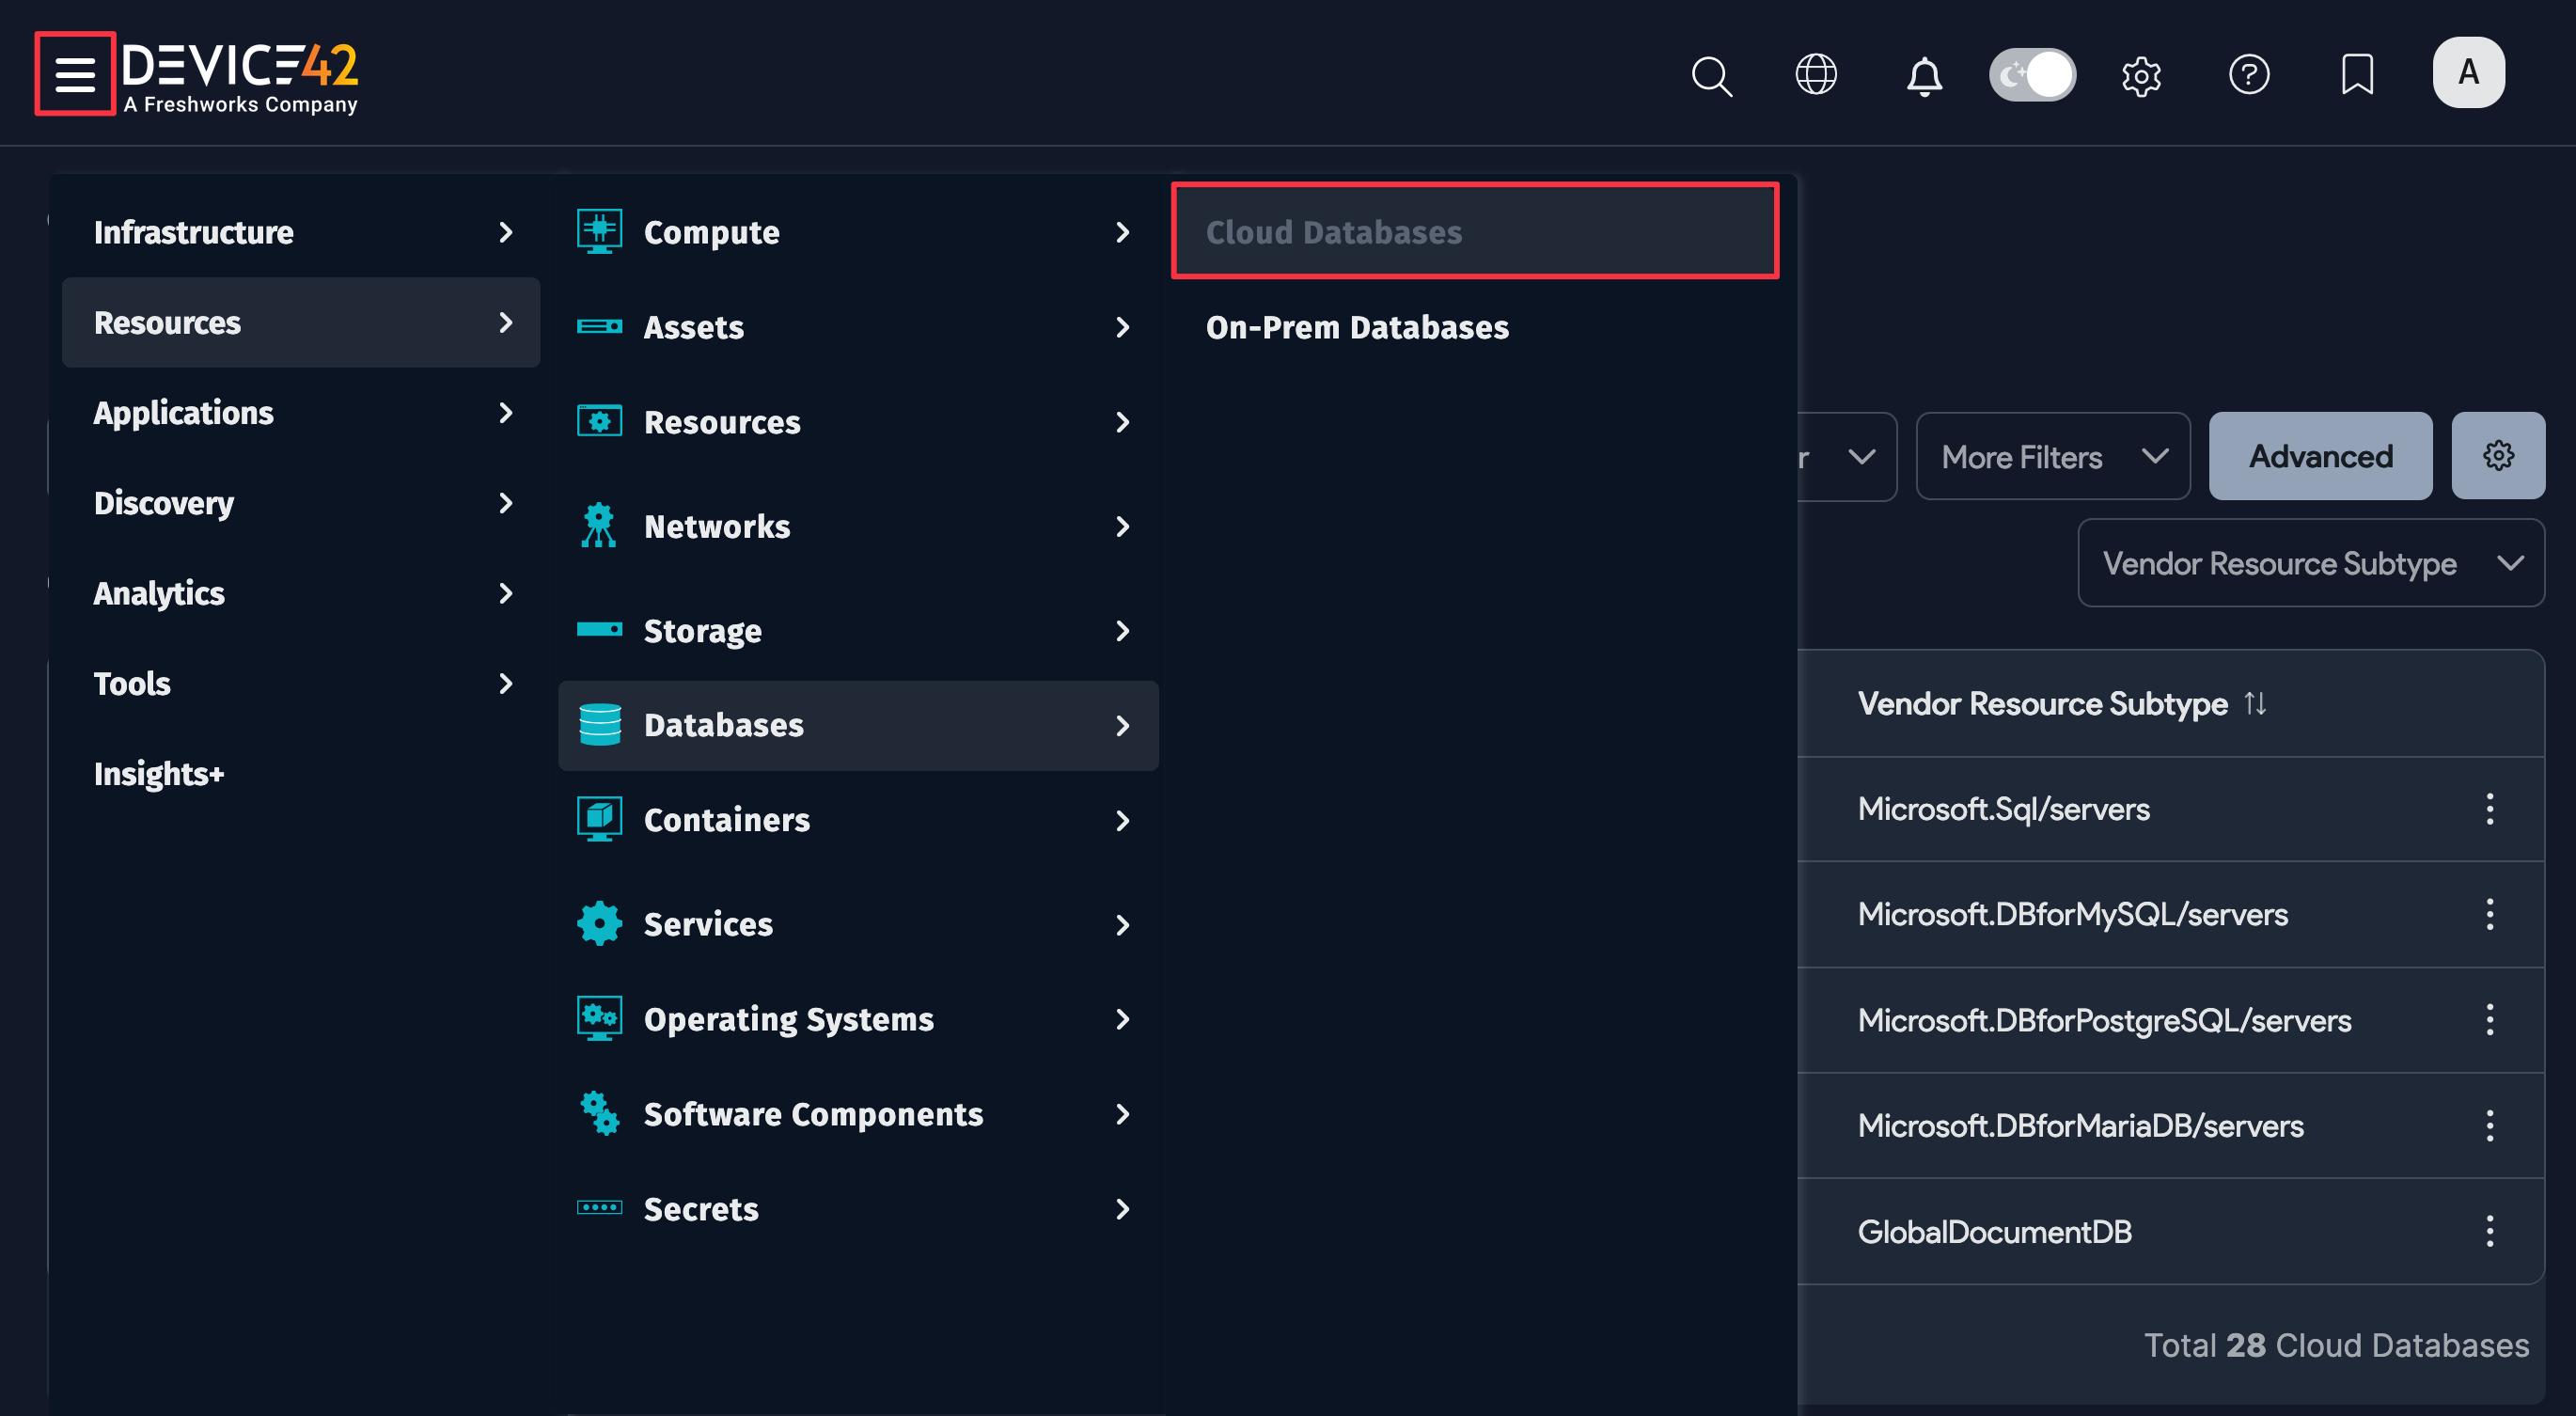 DEVICE42
A Freshworks Company
A
Infrastructure
Resources
Applications
Discovery
Analytics
Tools
Insights+
Compute
Assets
Resources
Networks
Storage
Databases
Containers
Services
Operating Systems
Software Components
Secrets
Cloud Databases
On-Prem Databases
r
More Filters
Advanced
Vendor Resource Subtype
Vendor Resource Subtype
Microsoft.Sql/servers
Microsoft.DBforMySQL/servers
Microsoft.DBforPostgreSQL/servers
Microsoft.DBforMariaDB/servers
GlobalDocumentDB
Total 28 Cloud Databases